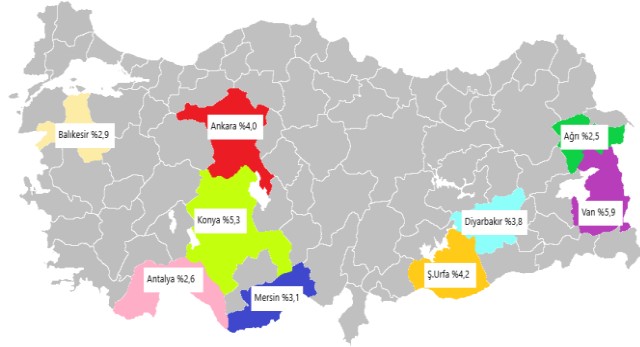 Balıkesir %2,9
Ankara %4,0
Ağrı %2,5
Konya %5,3
Diyarbakır %3,8
Van %5,9
Antalya %2,6
Mersin %3,1
Ş.Urfa %4,2